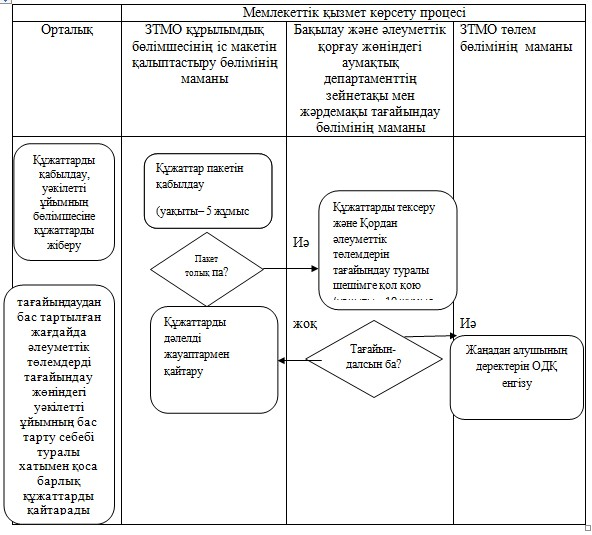 Мемлекеттік қызмет көрсету процесі
Орталық
ЗТМО құрылымдық
бөлімшесінің іс макетін
қалыптастыру бөлімінің
маманы
Бақылау және әлеуметтік
қорғау жөніндегі
аумақтық
департаменттің
зейнетақы мен
жәрдемақы тағайындау
бөлімінің маманы
ЗТМО төлем
бөлімінің маманы
Құжаттарды
қабылдау,
уәкілетті
ұйымның
бөлімшесіне
құжаттарды
жіберу
Құжаттар пакетін
қабылдау
(уақыты– 5 жұмыс
Құжаттарды тексеру
және Қордан
әлеуметтік
төлемдерін
тағайындау туралы
шешімге қол қою
Иә
Пакет
толық па?
тағайындаудан
бас тартылған
жағдайда
әлеуметтік
төлемдерді
тағайындау
жөніндегі
уәкілетті
ұйымның бас
тарту себебі
туралы
хатымен қоса
барлық
құжаттарды
қайтарады
Құжаттарды
дәлелді
жауаптармен
қайтару
жоқ
Тағайын-
далсын ба?
Иә
Жаңадан алушының
деректерін ОДҚ
енгізу